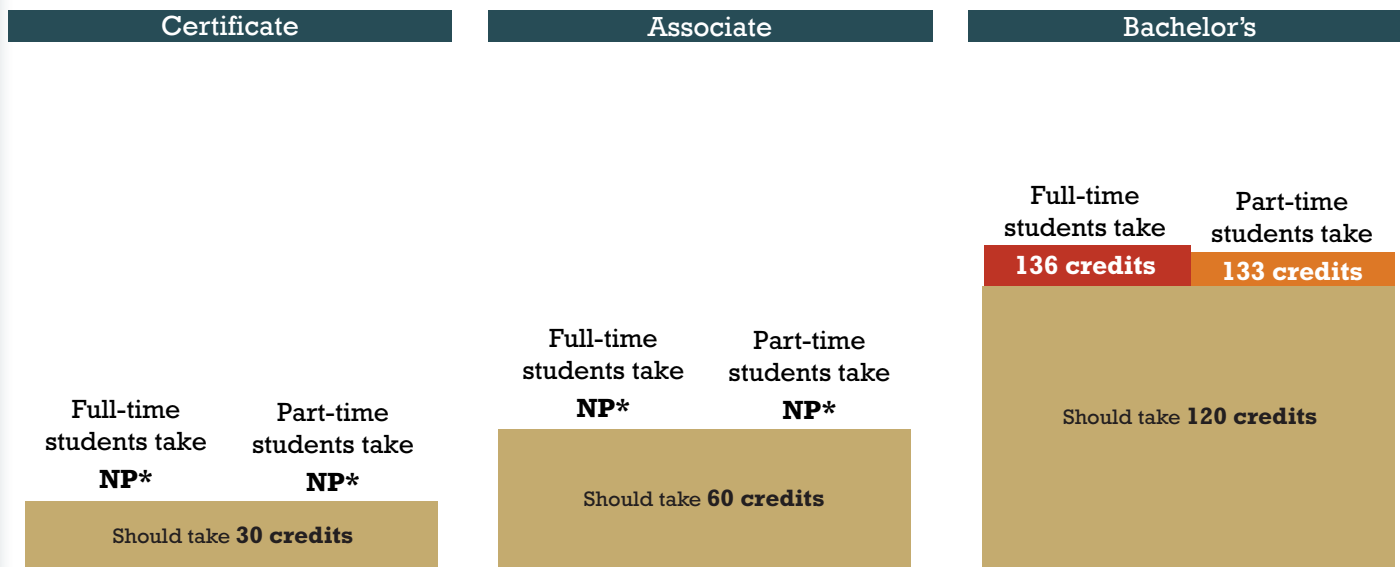 Certificate
Full-time
students take
NP*
Part-time
students take
NP*
Should take 30 credits
Associate
Full-time
students take
NP*
Part-time
students take
NP*
Should take 60 credits
Bachelor's
Full-time
students take
136 credits
Part-time
students take
133 credits
Should take 120 credits